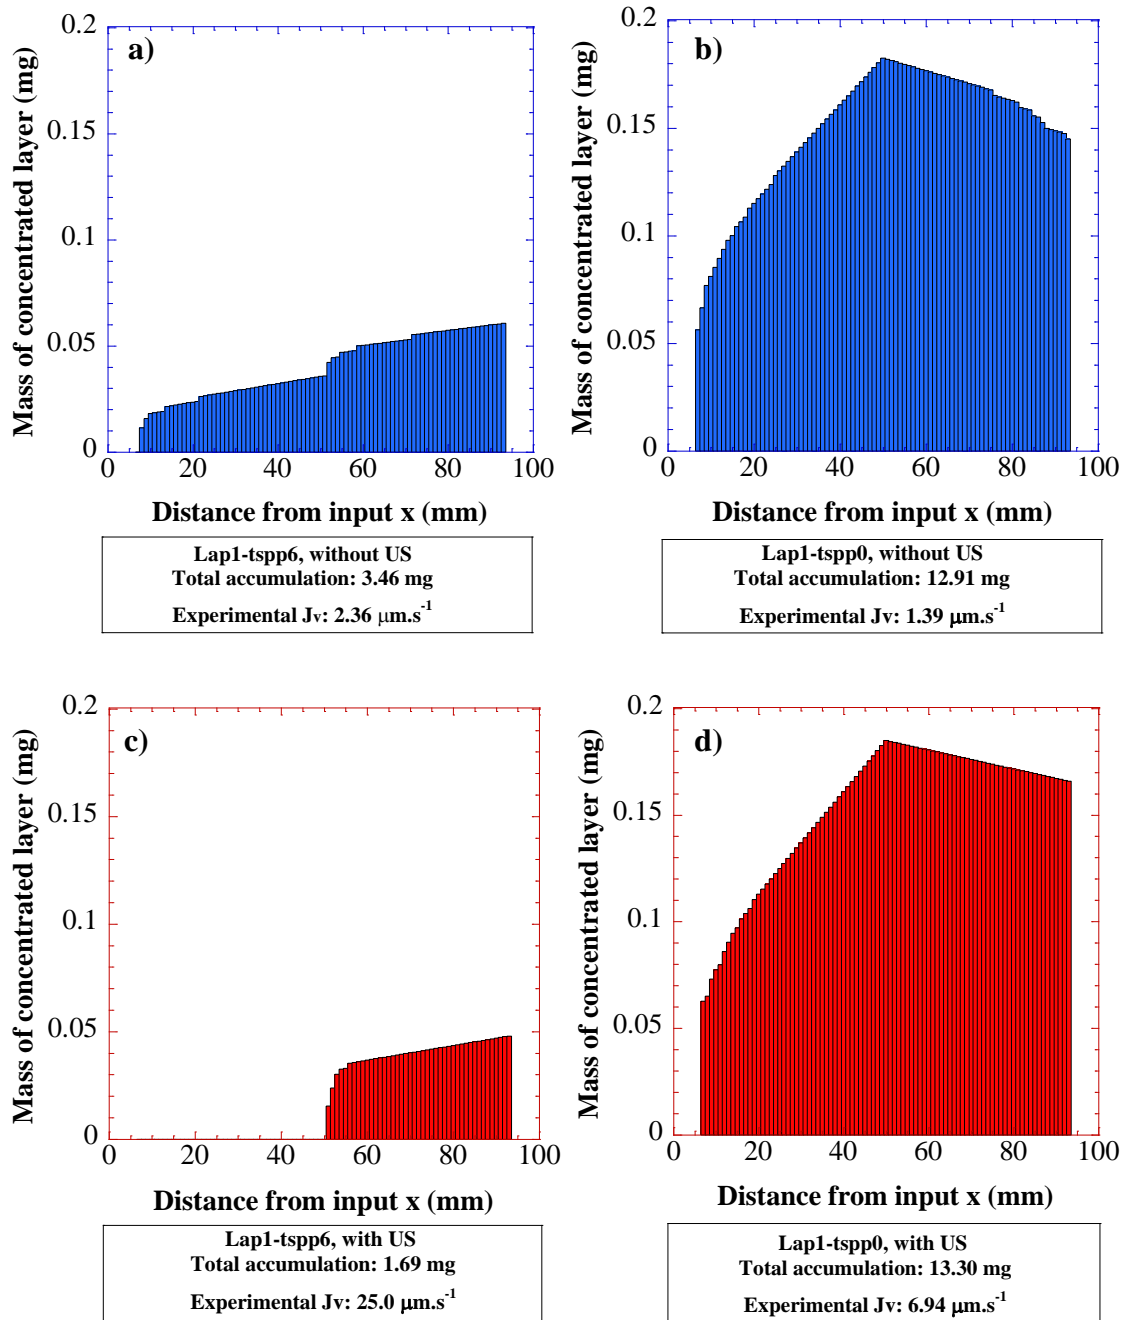 a)
Mass of concentrated layer (mg)
0.2
0.15
0.1
0.05
0
0 20 40 60 80 100
Distance from input x (mm)
Lap1-tspp6, without US
Total accumulation: 3.46 mg
Experimental Jv: 2.36 µm.s-1
b)
Mass of concentrated layer (mg)
0.2
0.15
0.1
0.05
0
0 20 40 60 80 100
Distance from input x (mm)
Lap1-tspp0, without US
Total accumulation: 12.91 mg
Experimental Jv: 1.39 µm.s-1
c)
Mass of concentrated layer (mg)
0.2
0.15
0.1
0.05
0
0 20 40 60 80 100
Distance from input x (mm)
Lap1-tspp6, with US
Total accumulation: 1.69 mg
Experimental Jv: 25.0 µm.s-1
d)
Mass of concentrated layer (mg)
0.2
0.15
0.1
0.05
0
0 20 40 60 80 100
Distance from input x (mm)
Lap1-tspp0, with US
Total accumulation: 13.30 mg
Experimental Jv: 6.94 µm.s-1